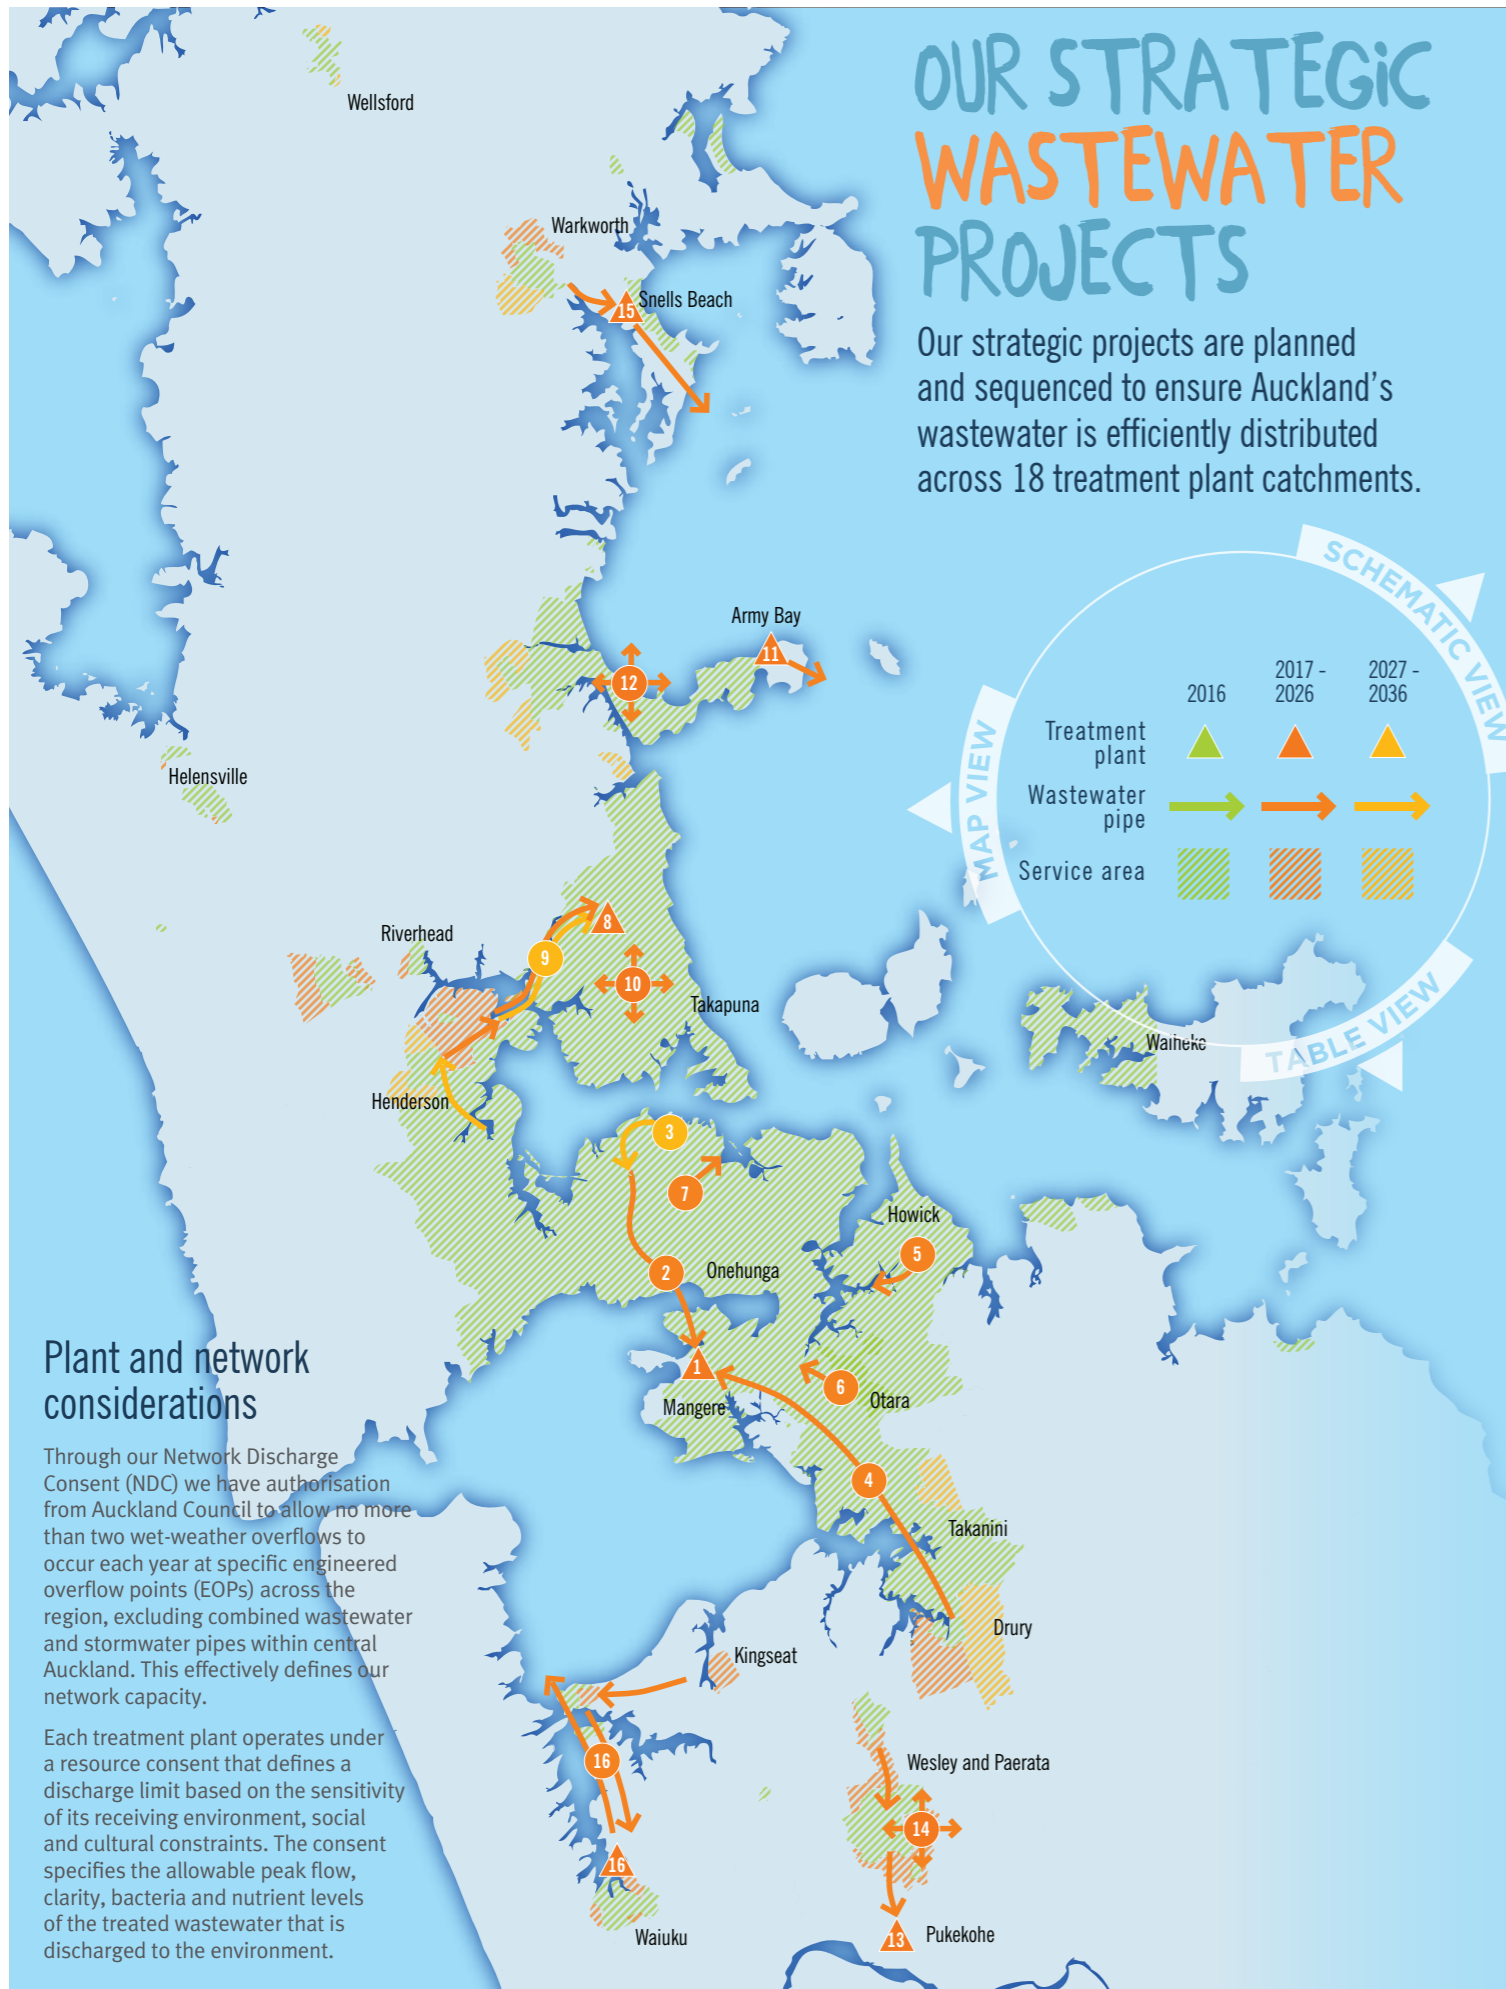 OUR STRATEGIC
WASTEWATER
PROJECTS
Our strategic projects are planned
and sequenced to ensure Auckland's
wastewater is efficiently distributed
across 18 treatment plant catchments.
SCHEMATIC VIEW
MAP VIEW
TABLE VIEW
2016
2017 -
2026
2027 -
2036
Treatment
plant
Wastewater
pipe
Service area
Wellsford
Warkworth
15
Snells Beach
Army Bay
11
12
Helensville
8
Riverhead
9
10
Takapuna
Waiheke
Henderson
3
7
Howick
5
2
Onehunga
1
6
Otara
Mangere
4
Takanini
Drury
Kingseat
16
Wesley and Paerata
14
16
Waiuku
13
Pukekohe
Plant and network
considerations
Through our Network Discharge
Consent (NDC) we have authorisation
from Auckland Council to allow no more
than two wet-weather overflows to
occur each year at specific engineered
overflow points (EOPs) across the
region, excluding combined wastewater
and stormwater pipes within central
Auckland. This effectively defines our
network capacity.
Each treatment plant operates under
a resource consent that defines a
discharge limit based on the sensitivity
of its receiving environment, social
and cultural constraints. The consent
specifies the allowable peak flow,
clarity, bacteria and nutrient levels
of the treated wastewater that is
discharged to the environment.